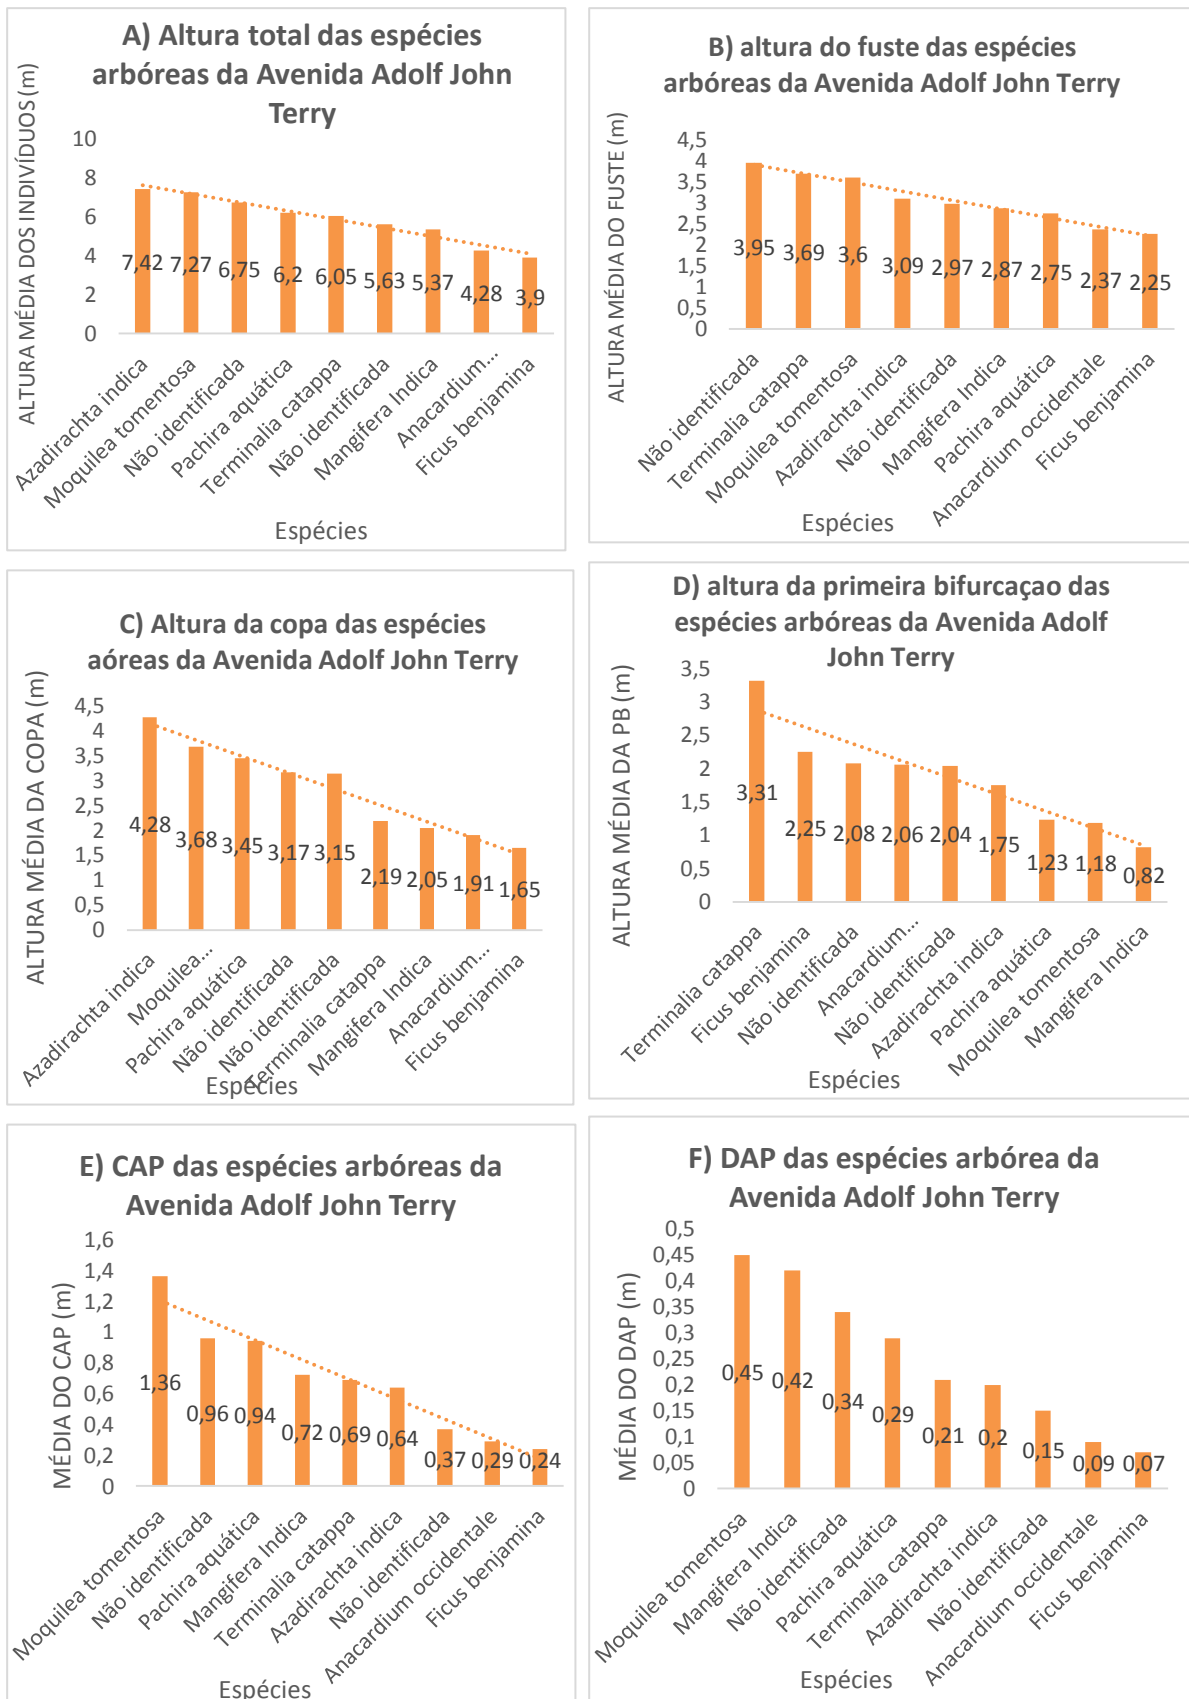 A) Altura total das espécies
arbóreas da Avenida Adolf John
Terry
ALTURA MÉDIA DOS INDIVÍDUOS (m)
10
8
6
4
2
0
7,42
7,27
6,75
6,2
6,05
5,63
5,37
4,28
3,9
Azadirachta indica
Moquilea tomentosa
Não identificada
Pachira aquática
Terminalia catappa
Não identificada
Mangifera Indica
Anacardium...
Ficus benjamina
Espécies
B) altura do fuste das espécies
arbóreas da Avenida Adolf John Terry
ALTURA MÉDIA DO FUSTE (m)
4,5
4
3,5
3
2,5
2
1,5
1
0,5
0
3,95
3,69
3,6
3,09
2,97
2,87
2,75
2,37
2,25
Não identificada
Terminalia catappa
Moquilea tomentosa
Azadirachta Indica
Não identificada
Mangifera Indica
Pachira aquática
Anacardium occidentale
Ficus benjamina
Espécies
C) Altura da copa das espécies
aóreas da Avenida Adolf John Terry
ALTURA MÉDIA DA COPA (m)
4,5
4
3,5
3
2,5
2
1,5
1
0,5
0
4,28
3,68
3,45
3,17
3,15
2,19
2,05
1,91
1,65
Azadirachta indica
Moquilea...
Pachira aquática
Não identificada
Não identificada
Terminalia catappa
Mangifera Indica
Anacardium...
Ficus benjamina
Espécies
D) altura da primeira bifurcaçao das
espécies arbóreas da Avenida Adolf
John Terry
ALTURA MÉDIA DA PB (m)
3,5
3
2,5
2
1,5
1
0,5
0
3,31
2,25
2,08
2,06
2,04
1,75
1,23
1,18
0,82
Terminalia catappa
Ficus benjamina
Não identificada
Anacardium...
Não identificada
Azadirachta Indica
Pachira aquática
Moquilea tomentosa
Mangifera Indica
Espécies
E) CAP das espécies arbóreas da
Avenida Adolf John Terry
MÉDIA DO CAP (m)
1,6
1,4
1,2
1
0,8
0,6
0,4
0,2
0
1,36
0,96
0,94
0,72
0,69
0,64
0,37
0,29
0,24
Moquilea tomentosa
Não identificada
Pachira aquática
Mangifera Indica
Terminalia catappa
Azadirachta indica
Não identificada
Anacardium occidentale
Ficus benjamina
Espécies
F) DAP das espécies arbórea da
Avenida Adolf John Terry
MÉDIA DO DAP (m)
0,5
0,45
0,4
0,35
0,3
0,25
0,2
0,15
0,1
0,05
0
0,45
0,42
0,34
0,29
0,21
0,2
0,15
0,09
0,07
Moquilea tomentosa
Mangifera Indica
Não identificada
Pachira aquática
Terminalia catappa
Azadirachta indica
Não identificada
Anacardium occidentale
Ficus benjamina
Espécies